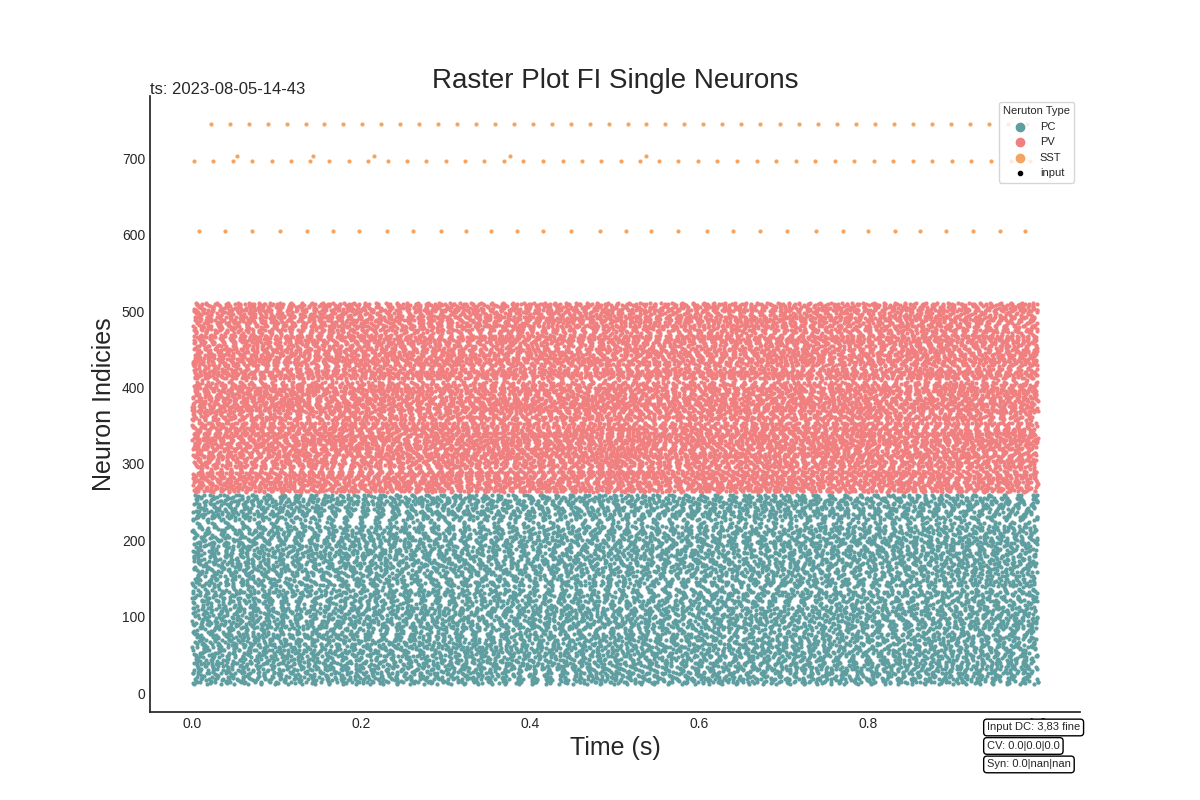 Raster Plot FI Single Neurons
ts: 2023-08-05-14-43
Neruton Type
PC
PV
SST
input
700
600
500
400
300
200
100
0
Neuron Indicies
0.0 0.2 0.4 0.6 0.8
Time (s)
Input DC: 3,83 fine
CV: 0.0|0.0|0.0
Syn: 0.0|nan|nan